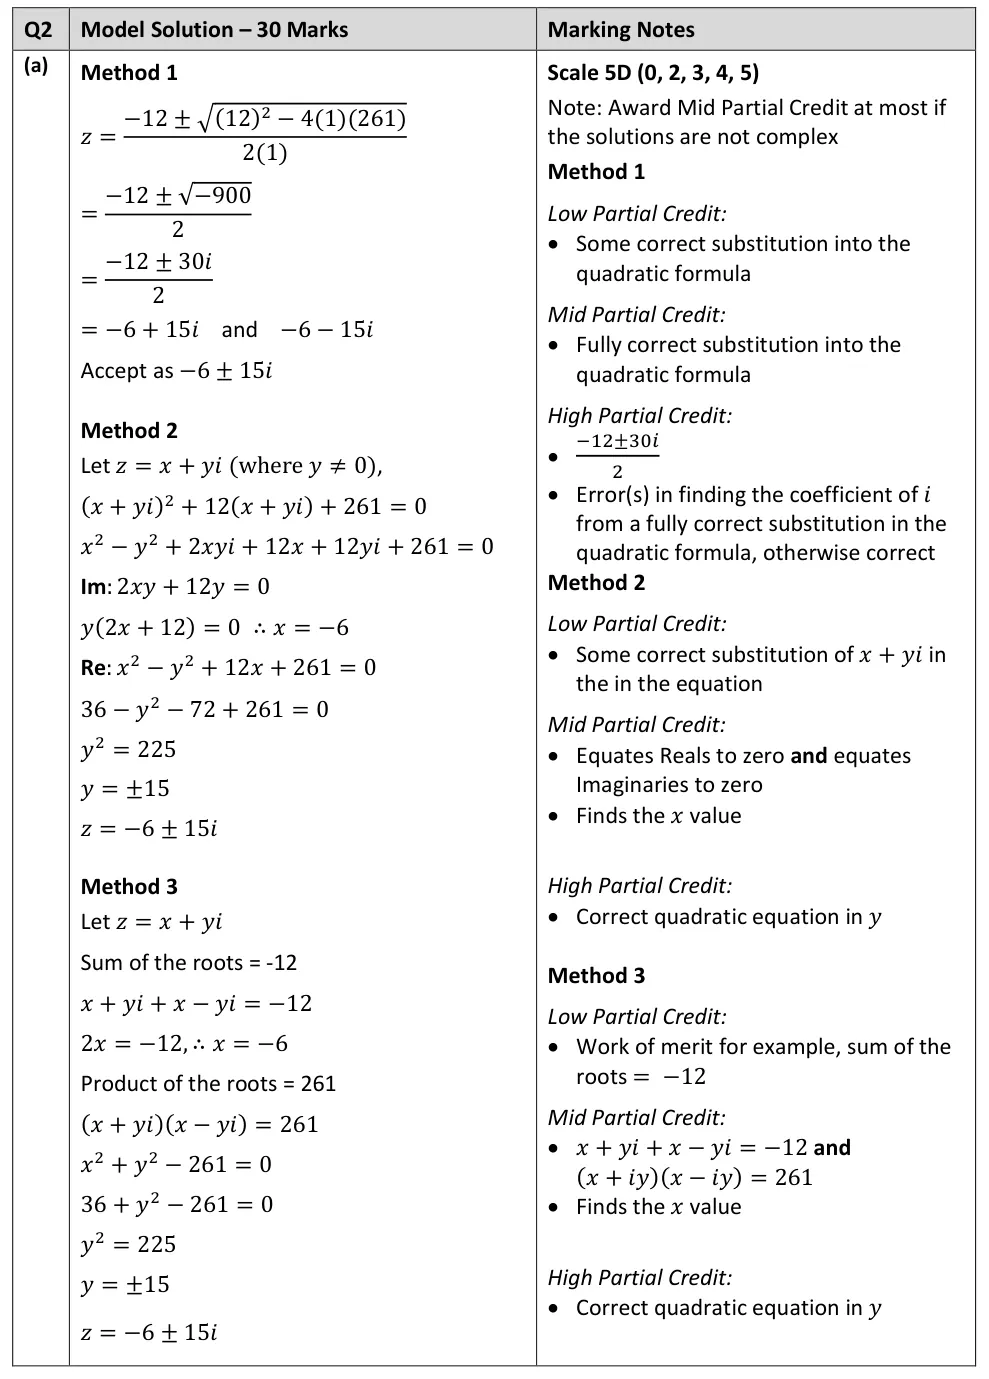 Q2 Model Solution – 30 Marks Marking Notes
(a)
Method 1
z = (−12 ± √((12)² − 4(1)(261))) / 2(1)
= (−12 ± √−900) / 2
= (−12 ± 30i) / 2
= −6 + 15i and −6 − 15i
Accept as −6 ± 15i
Method 2
Let z = x + yi (where y ≠ 0),
(x + yi)² + 12(x + yi) + 261 = 0
x² − y² + 2xyi + 12x + 12yi + 261 = 0
Im: 2xy + 12y = 0
y(2x + 12) = 0 ∴ x = −6
Re: x² − y² + 12x + 261 = 0
36 − y² − 72 + 261 = 0
y² = 225
y = ±15
z = −6 ± 15i
Method 3
Let z = x + yi
Sum of the roots = -12
x + yi + x − yi = −12
2x = −12, ∴ x = −6
Product of the roots = 261
(x + yi)(x − yi) = 261
x² + y² − 261 = 0
36 + y² − 261 = 0
y² = 225
y = ±15
z = −6 ± 15i
Scale 5D (0, 2, 3, 4, 5)
Note: Award Mid Partial Credit at most if
the solutions are not complex
Method 1
Low Partial Credit:
• Some correct substitution into the
quadratic formula
Mid Partial Credit:
• Fully correct substitution into the
quadratic formula
High Partial Credit:
• (−12±30i) / 2
• Error(s) in finding the coefficient of i
from a fully correct substitution in the
quadratic formula, otherwise correct
Method 2
Low Partial Credit:
• Some correct substitution of x + yi in
the in the equation
Mid Partial Credit:
• Equates Reals to zero and equates
Imaginaries to zero
• Finds the x value
High Partial Credit:
• Correct quadratic equation in y
Method 3
Low Partial Credit:
• Work of merit for example, sum of the
roots = −12
Mid Partial Credit:
• x + yi + x − yi = −12 and
(x + iy)(x − iy) = 261
• Finds the x value
High Partial Credit:
• Correct quadratic equation in y